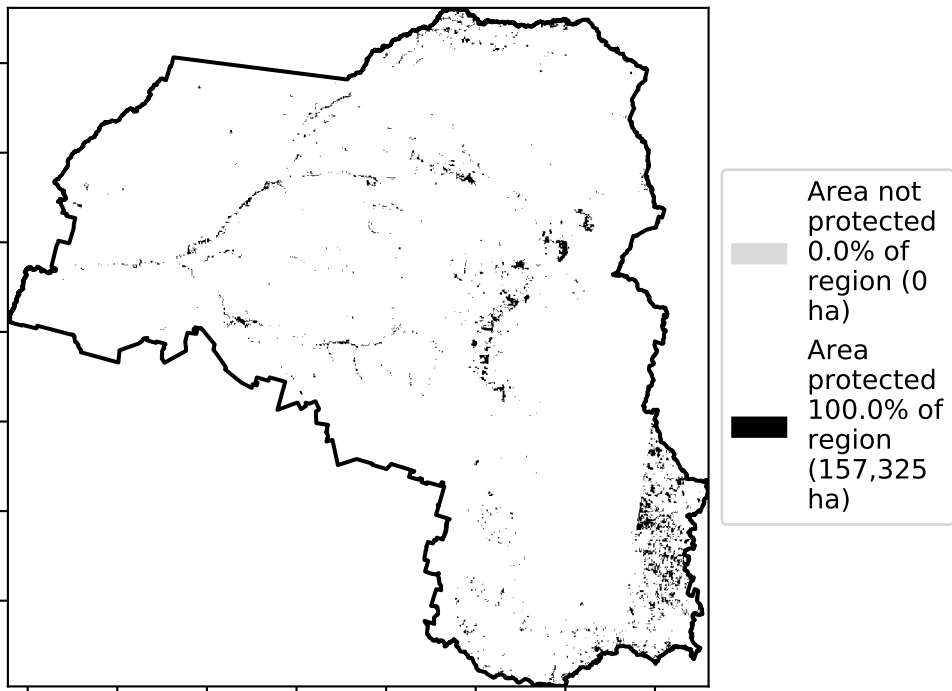 Area not
protected
0.0% of
region (0
ha)
Area
protected
100.0% of
region
(157,325
ha)